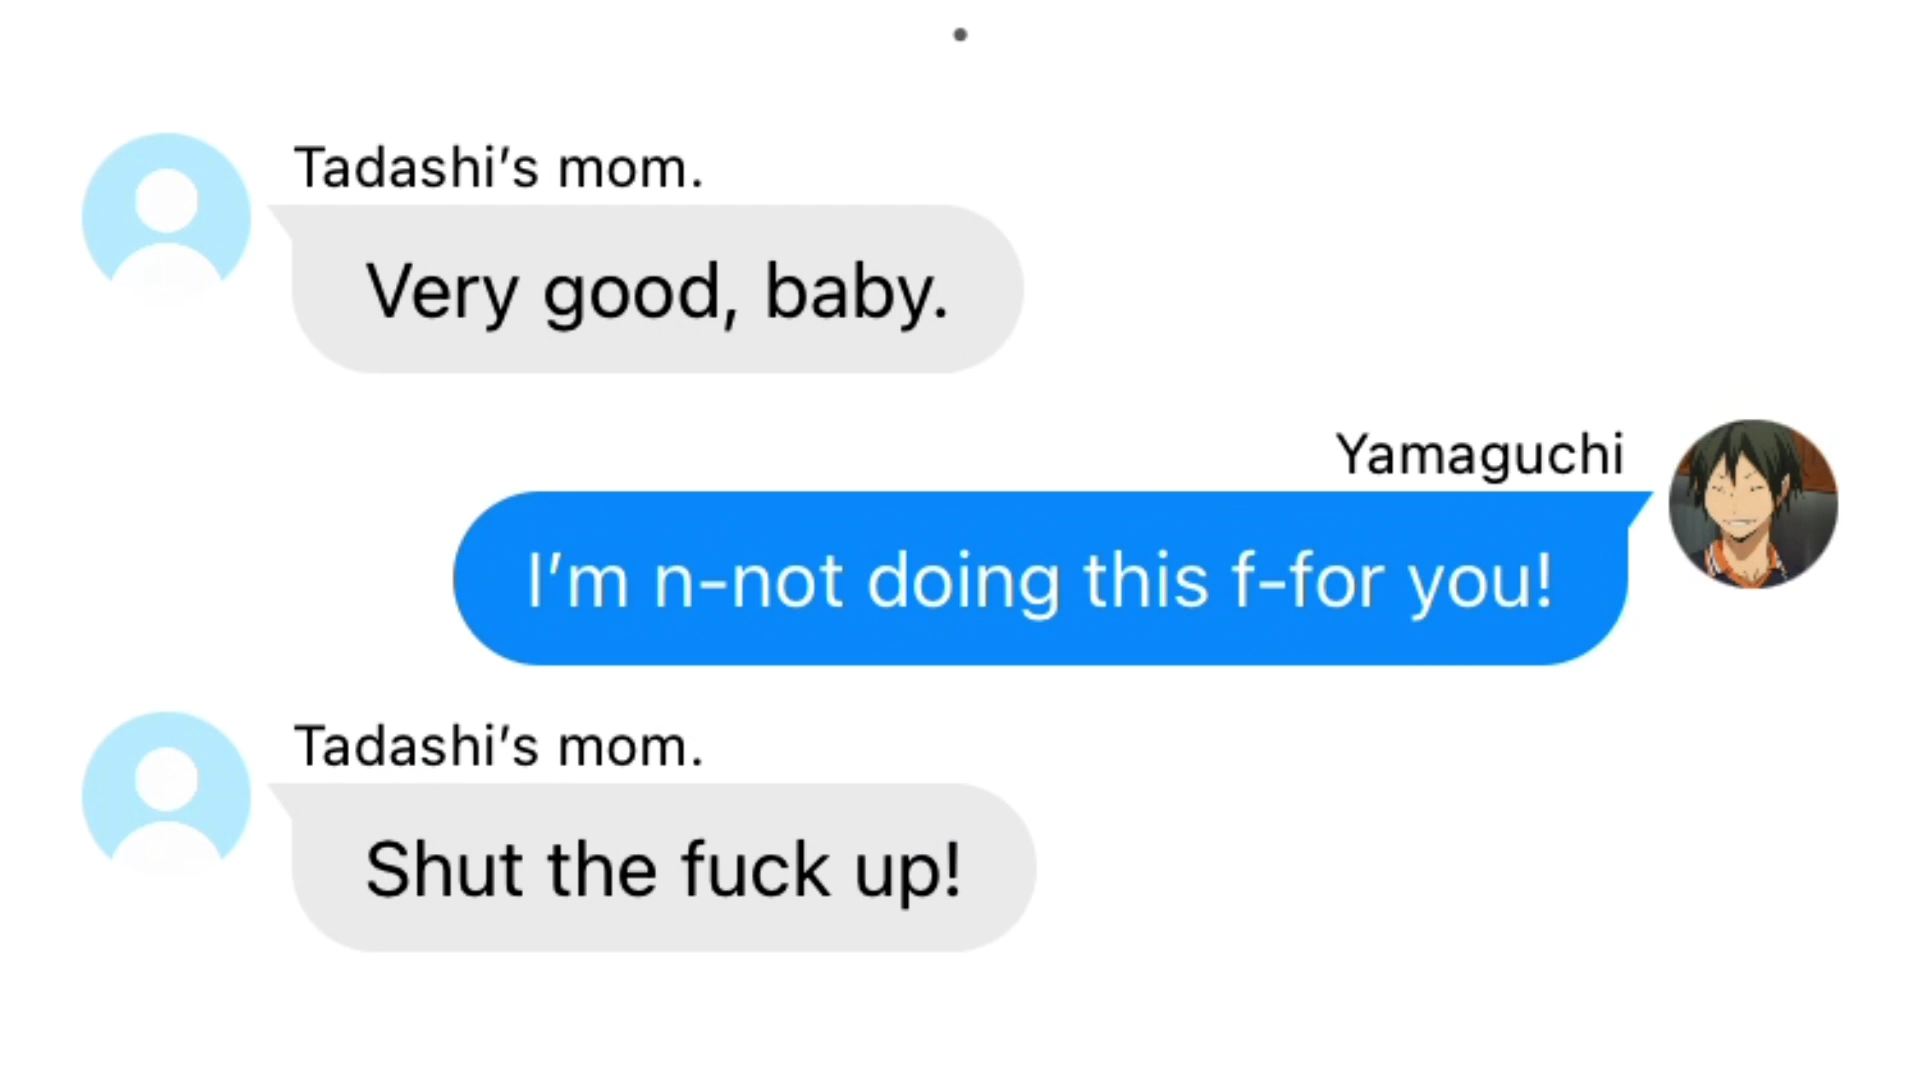 Tadashi’s mom.
Very good, baby.
Yamaguchi
I’m n-not doing this f-for you!
Tadashi’s mom.
Shut the fuck up!